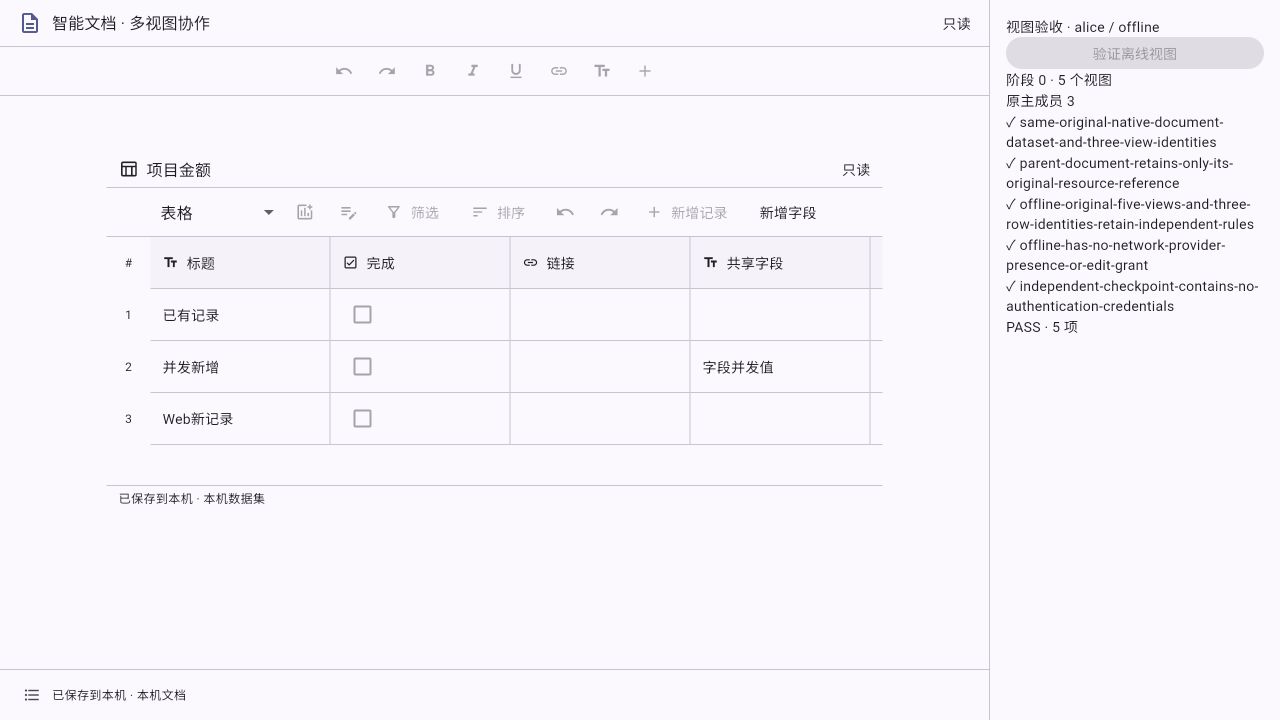 智能文档 · 多视图协作
只读
B I U Tт
项目金额
只读
表格
筛选
排序
新增记录
新增字段
# Tт 标题 完成 链接 Tт 共享字段
1 已有记录
2 并发新增 字段并发值
3 Web新记录
已保存到本机 · 本机数据集
已保存到本机 · 本机文档
视图验收 · alice / offline
验证离线视图
阶段 0 · 5 个视图
原主成员 3
✓ same-original-native-document-
dataset-and-three-view-identities
✓ parent-document-retains-only-its-
original-resource-reference
✓ offline-original-five-views-and-three-
row-identities-retain-independent-rules
✓ offline-has-no-network-provider-
presence-or-edit-grant
✓ independent-checkpoint-contains-no-
authentication-credentials
PASS · 5 项